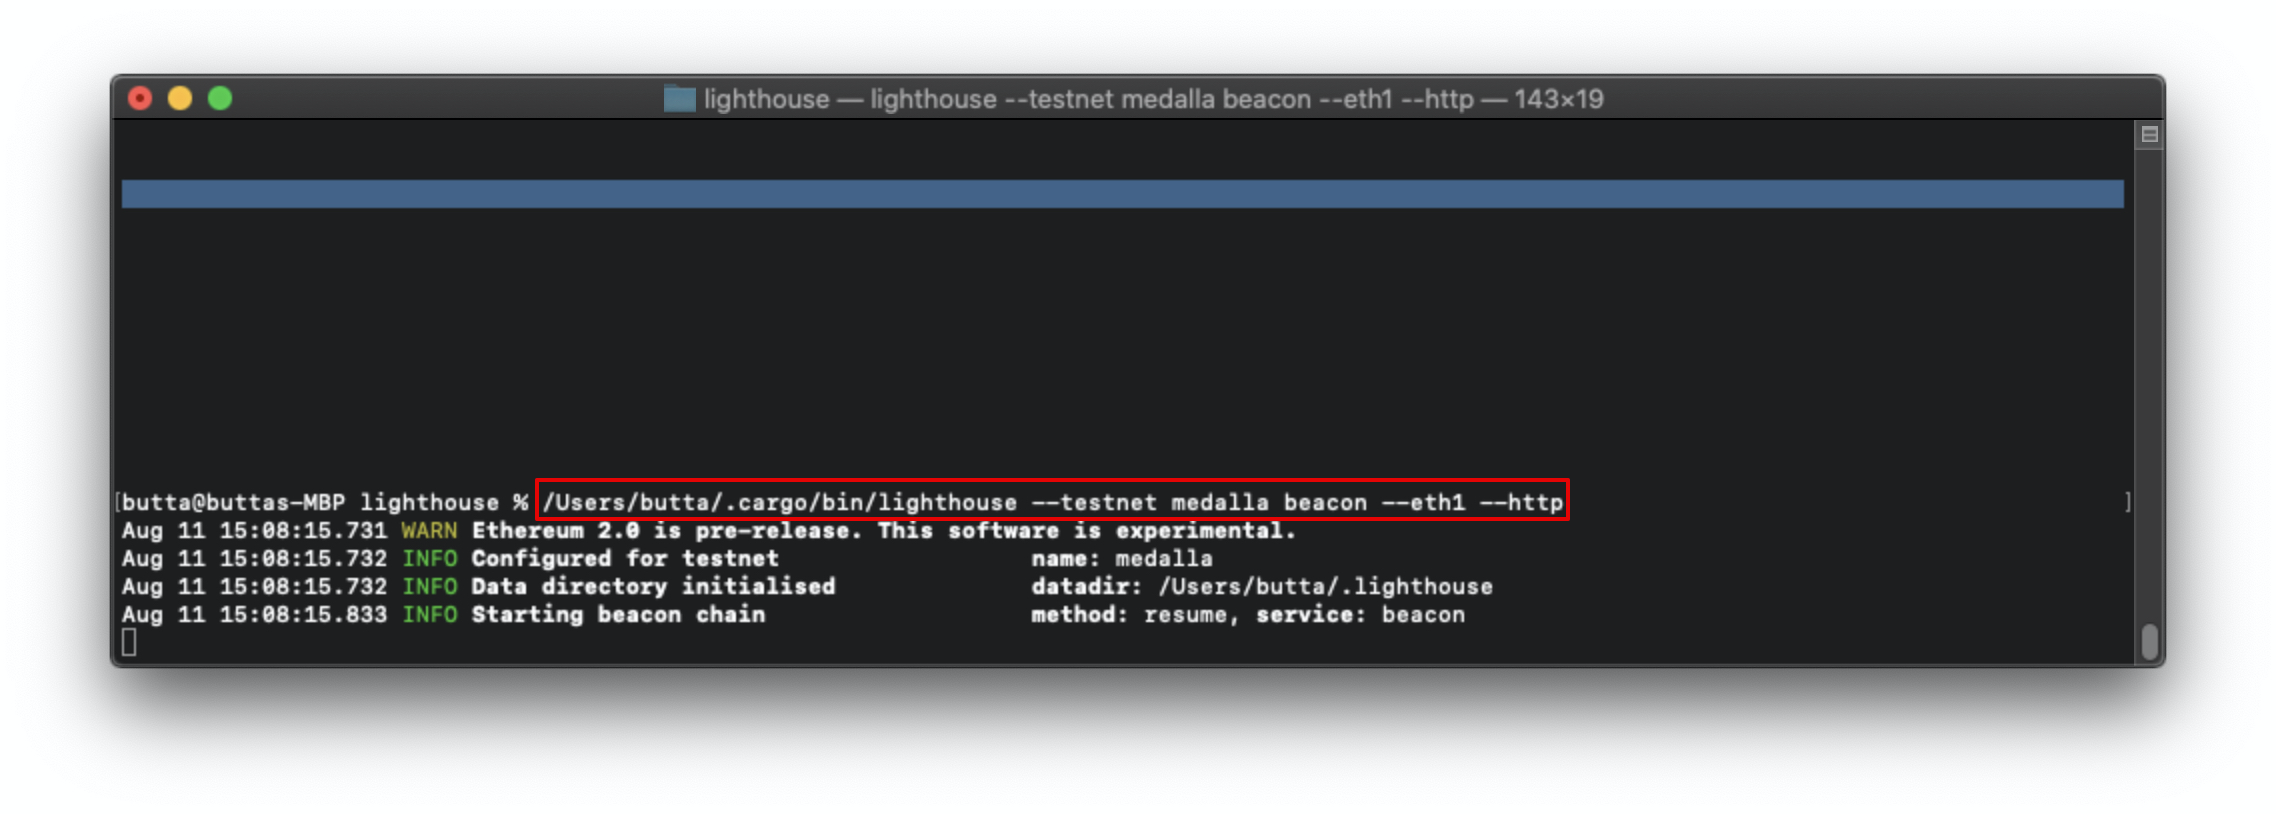 lighthouse — lighthouse --testnet medalla beacon --eth1 --http — 143×19
[butta@buttas-MBP lighthouse % /Users/butta/.cargo/bin/lighthouse --testnet medalla beacon --eth1 --http ]
Aug 11 15:08:15.731 WARN Ethereum 2.0 is pre-release. This software is experimental.
Aug 11 15:08:15.732 INFO Configured for testnet name: medalla
Aug 11 15:08:15.732 INFO Data directory initialised datadir: /Users/butta/.lighthouse
Aug 11 15:08:15.833 INFO Starting beacon chain method: resume, service: beacon